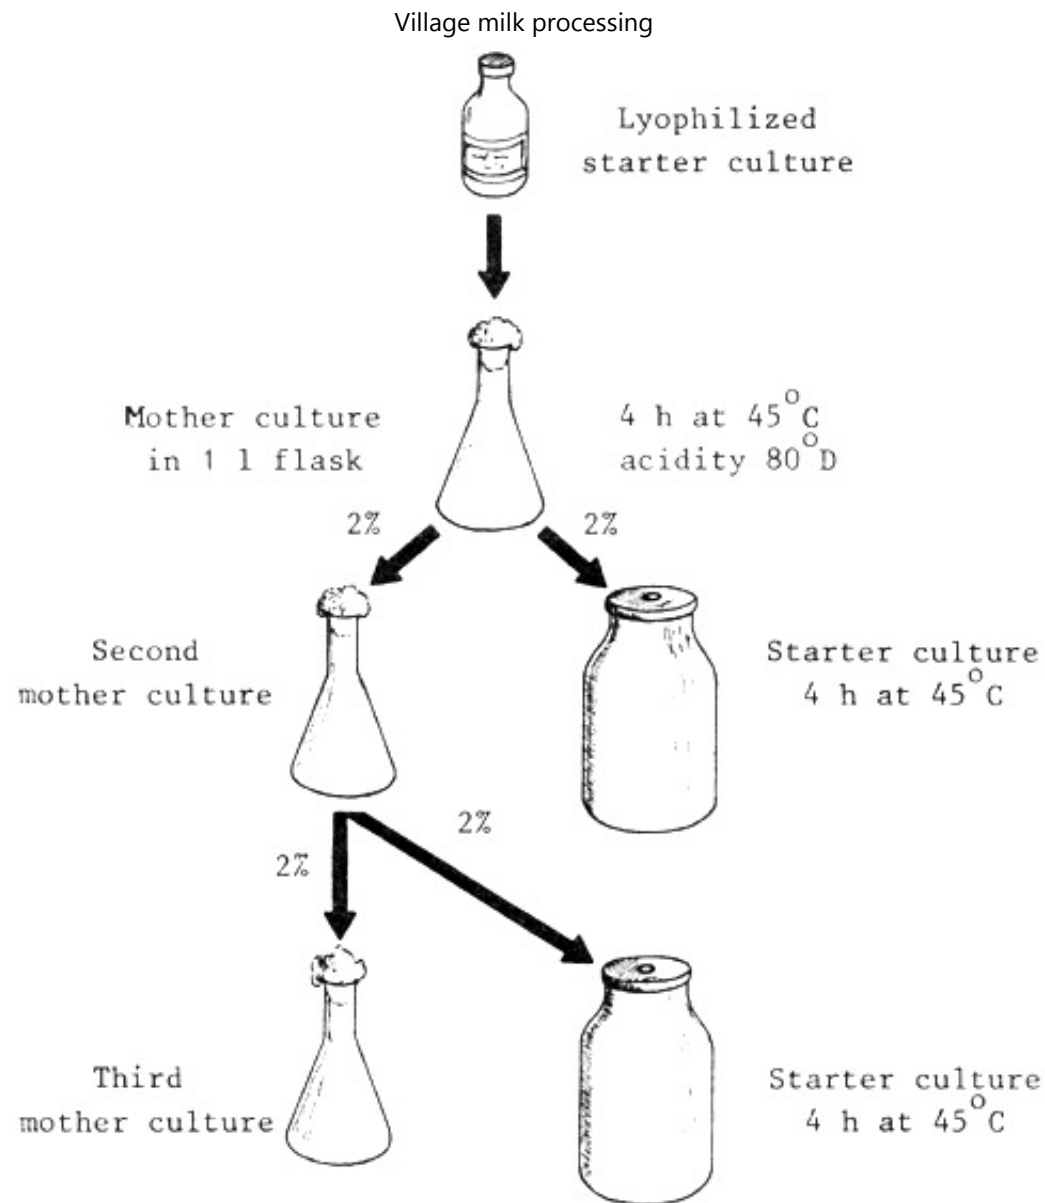 Village milk processing
Lyophilized
starter culture
Mother culture
in 1 l flask
4 h at 45°C
acidity 80°D
2%
2%
Second
mother culture
Starter culture
4 h at 45°C
2%
2%
Third
mother culture
Starter culture
4 h at 45°C